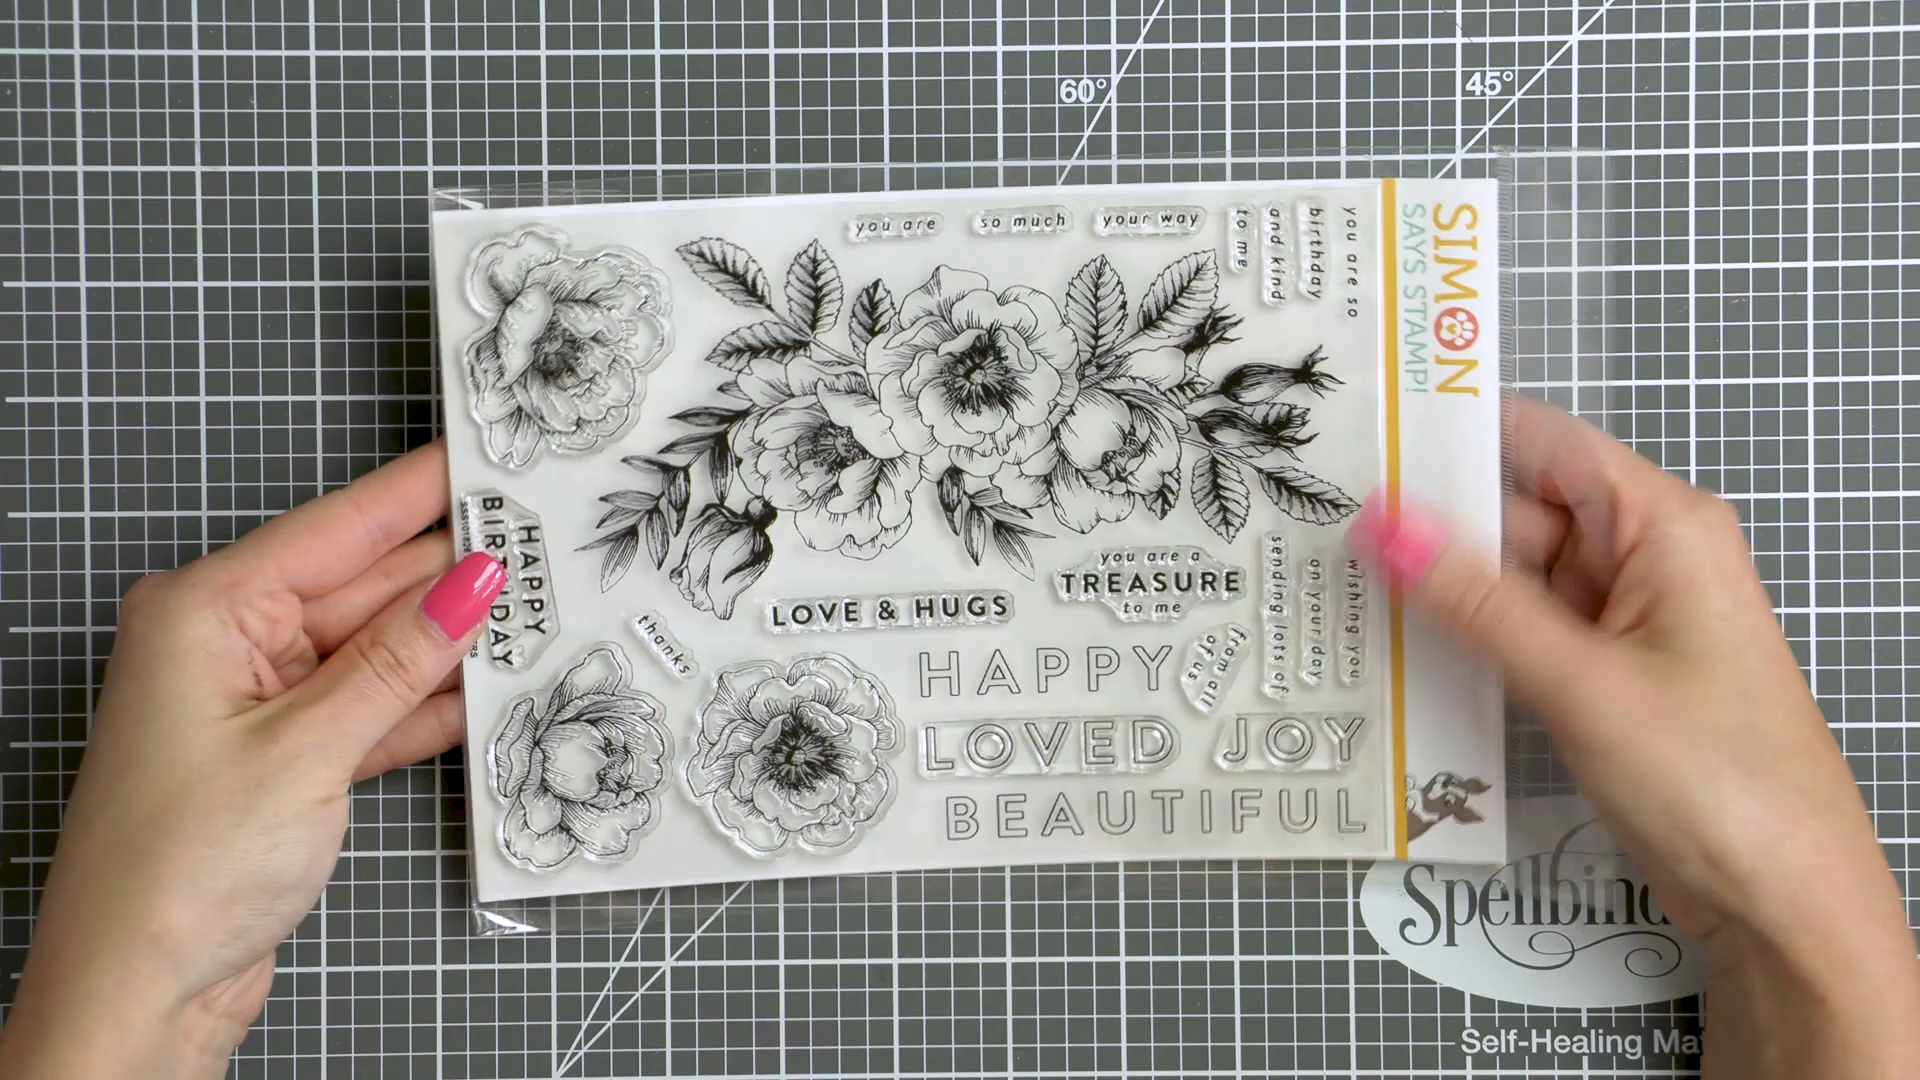 60°
45°
you are
so much
your way
to me
and kind
birthday
you are so
SIMON
SAYS STAMP!
HAPPY
BIRTHDAY
you are a
TREASURE
to me
LOVE & HUGS
thanks
sending lots of
on your day
wishing you
from all
of us
HAPPY
LOVED
JOY
BEAUTIFUL
Self-Healing